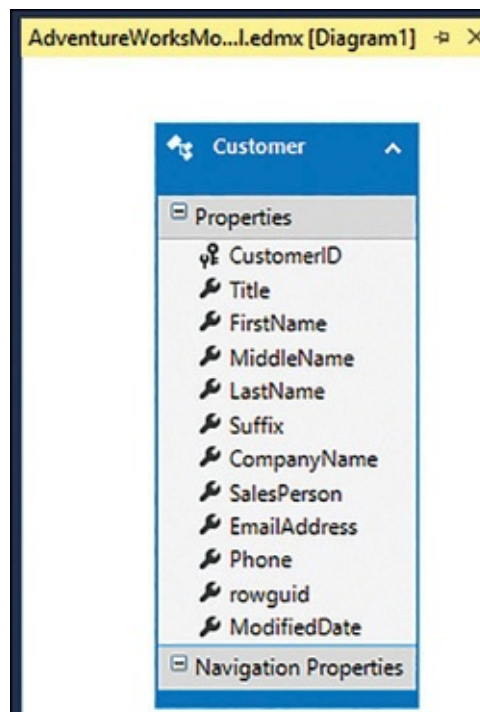 AdventureWorksMo...l.edmx [Diagram1]
Customer
Properties
CustomerID
Title
FirstName
MiddleName
LastName
Suffix
CompanyName
SalesPerson
EmailAddress
Phone
rowguid
ModifiedDate
Navigation Properties